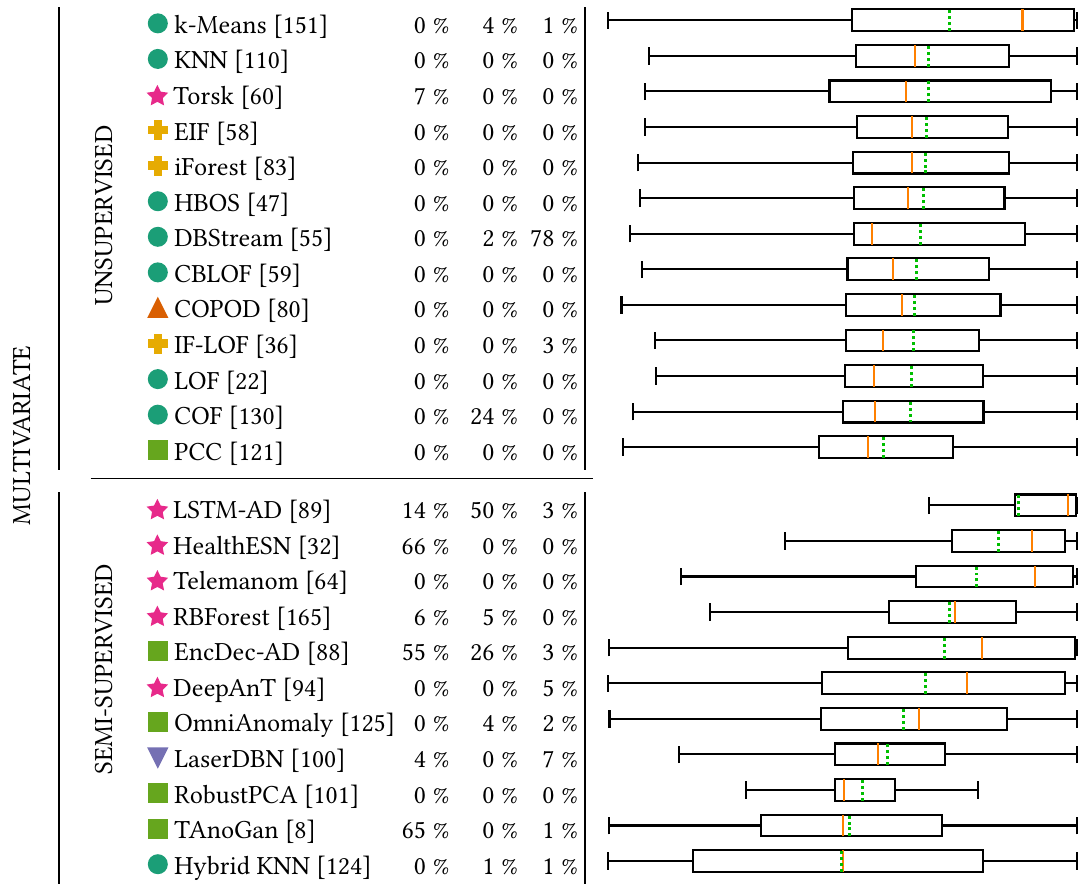 MULTIVARIATE
UNSUPERVISED
k-Means [151] 0 % 4 % 1 %
KNN [110] 0 % 0 % 0 %
Torsk [60] 7 % 0 % 0 %
EIF [58] 0 % 0 % 0 %
iForest [83] 0 % 0 % 0 %
HBOS [47] 0 % 0 % 0 %
DBStream [55] 0 % 2 % 78 %
CBLOF [59] 0 % 0 % 0 %
COPOD [80] 0 % 0 % 0 %
IF-LOF [36] 0 % 0 % 3 %
LOF [22] 0 % 0 % 0 %
COF [130] 0 % 24 % 0 %
PCC [121] 0 % 0 % 0 %
SEMI-SUPERVISED
LSTM-AD [89] 14 % 50 % 3 %
HealthESN [32] 66 % 0 % 0 %
Telemanom [64] 0 % 0 % 0 %
RBForest [165] 6 % 5 % 0 %
EncDec-AD [88] 55 % 26 % 3 %
DeepAnT [94] 0 % 0 % 5 %
OmniAnomaly [125] 0 % 4 % 2 %
LaserDBN [100] 4 % 0 % 7 %
RobustPCA [101] 0 % 0 % 0 %
TAnoGan [8] 65 % 0 % 1 %
Hybrid KNN [124] 0 % 1 % 1 %